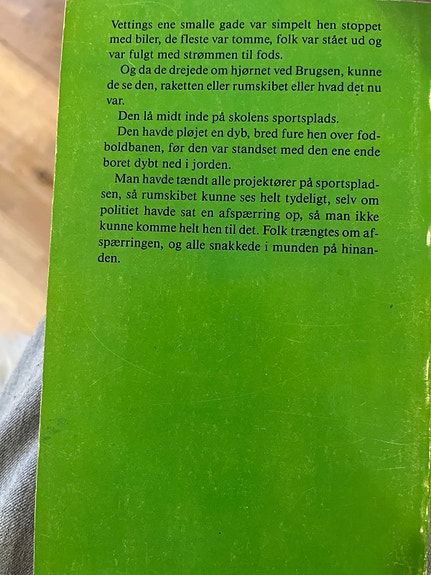 Vettings ene smalle gade var simpelt hen stoppet
med biler, de fleste var tomme, folk var stået ud og
var fulgt med strømmen til fods.
Og da de drejede om hjørnet ved Brugsen, kunne
de se den, raketten eller rumskibet eller hvad det nu
var.
Den lå midt inde på skolens sportsplads.
Den havde pløjet en dyb, bred fure hen over fod-
boldbanen, før den var standset med den ene ende
boret dybt ned i jorden.
Man havde tændt alle projektører på sportsplad-
sen, så rumskibet kunne ses helt tydeligt, selv om
politiet havde sat en afspærring op, så man ikke
kunne komme helt hen til det. Folk trængtes om af-
spærringen, og alle snakkede i munden på hinan-
den.